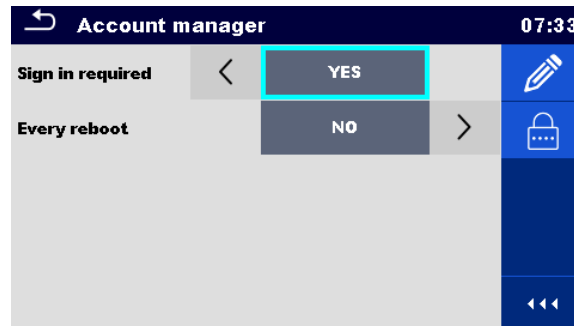 Account manager 07:33
Sign in required YES
Every reboot NO